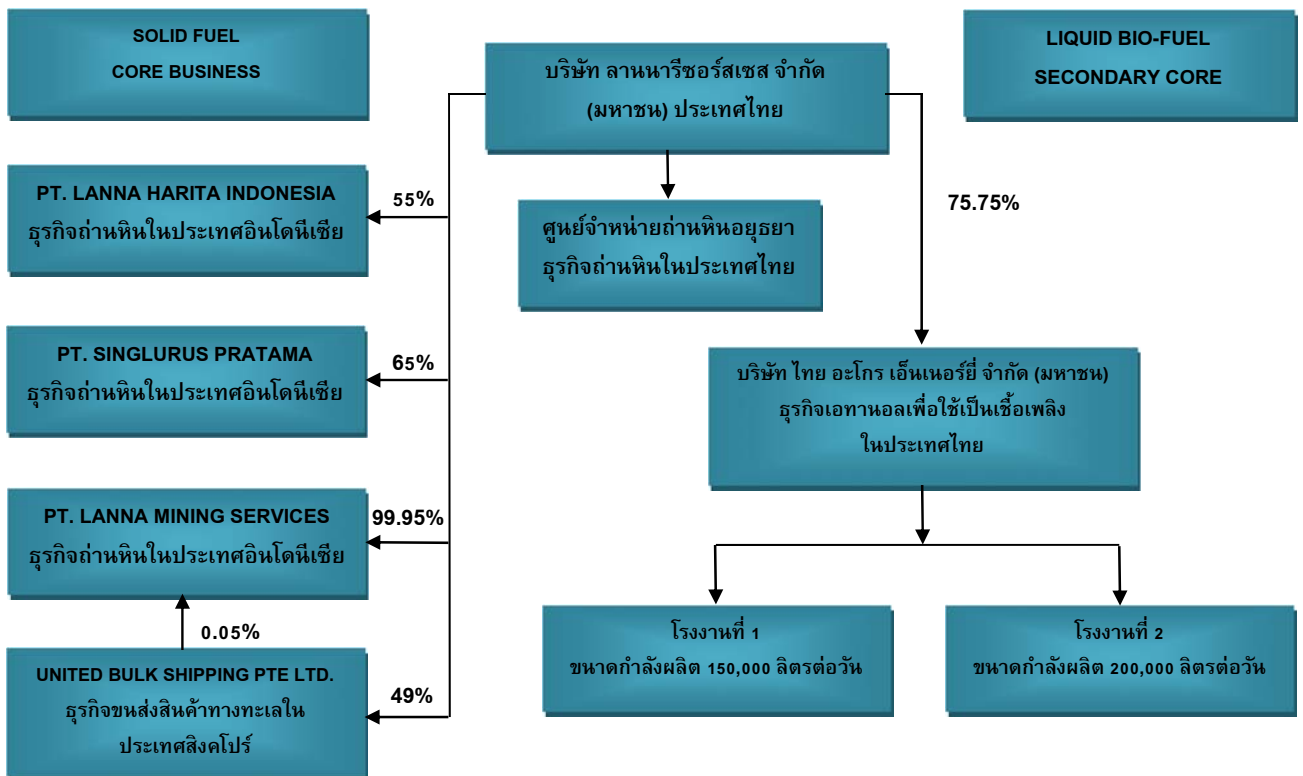 SOLID FUEL
CORE BUSINESS
บริษัท ลานนารีซอร์สเซส จำกัด
(มหาชน) ประเทศไทย
LIQUID BIO-FUEL
SECONDARY CORE
PT. LANNA HARITA INDONESIA
ธุรกิจถ่านหินในประเทศอินโดนีเซีย
55%
ศูนย์จำหน่ายถ่านหินอยุธยา
ธุรกิจถ่านหินในประเทศไทย
75.75%
PT. SINGLURUS PRATAMA
ธุรกิจถ่านหินในประเทศอินโดนีเซีย
65%
บริษัท ไทย อะโกร เอ็นเนอร์ยี่ จำกัด (มหาชน)
ธุรกิจเอทานอลเพื่อใช้เป็นเชื้อเพลิง
ในประเทศไทย
PT. LANNA MINING SERVICES
ธุรกิจถ่านหินในประเทศอินโดนีเซีย
99.95%
0.05%
UNITED BULK SHIPPING PTE LTD.
ธุรกิจขนส่งสินค้าทางทะเลใน
ประเทศสิงคโปร์
49%
โรงงานที่ 1
ขนาดกำลังผลิต 150,000 ลิตรต่อวัน
โรงงานที่ 2
ขนาดกำลังผลิต 200,000 ลิตรต่อวัน